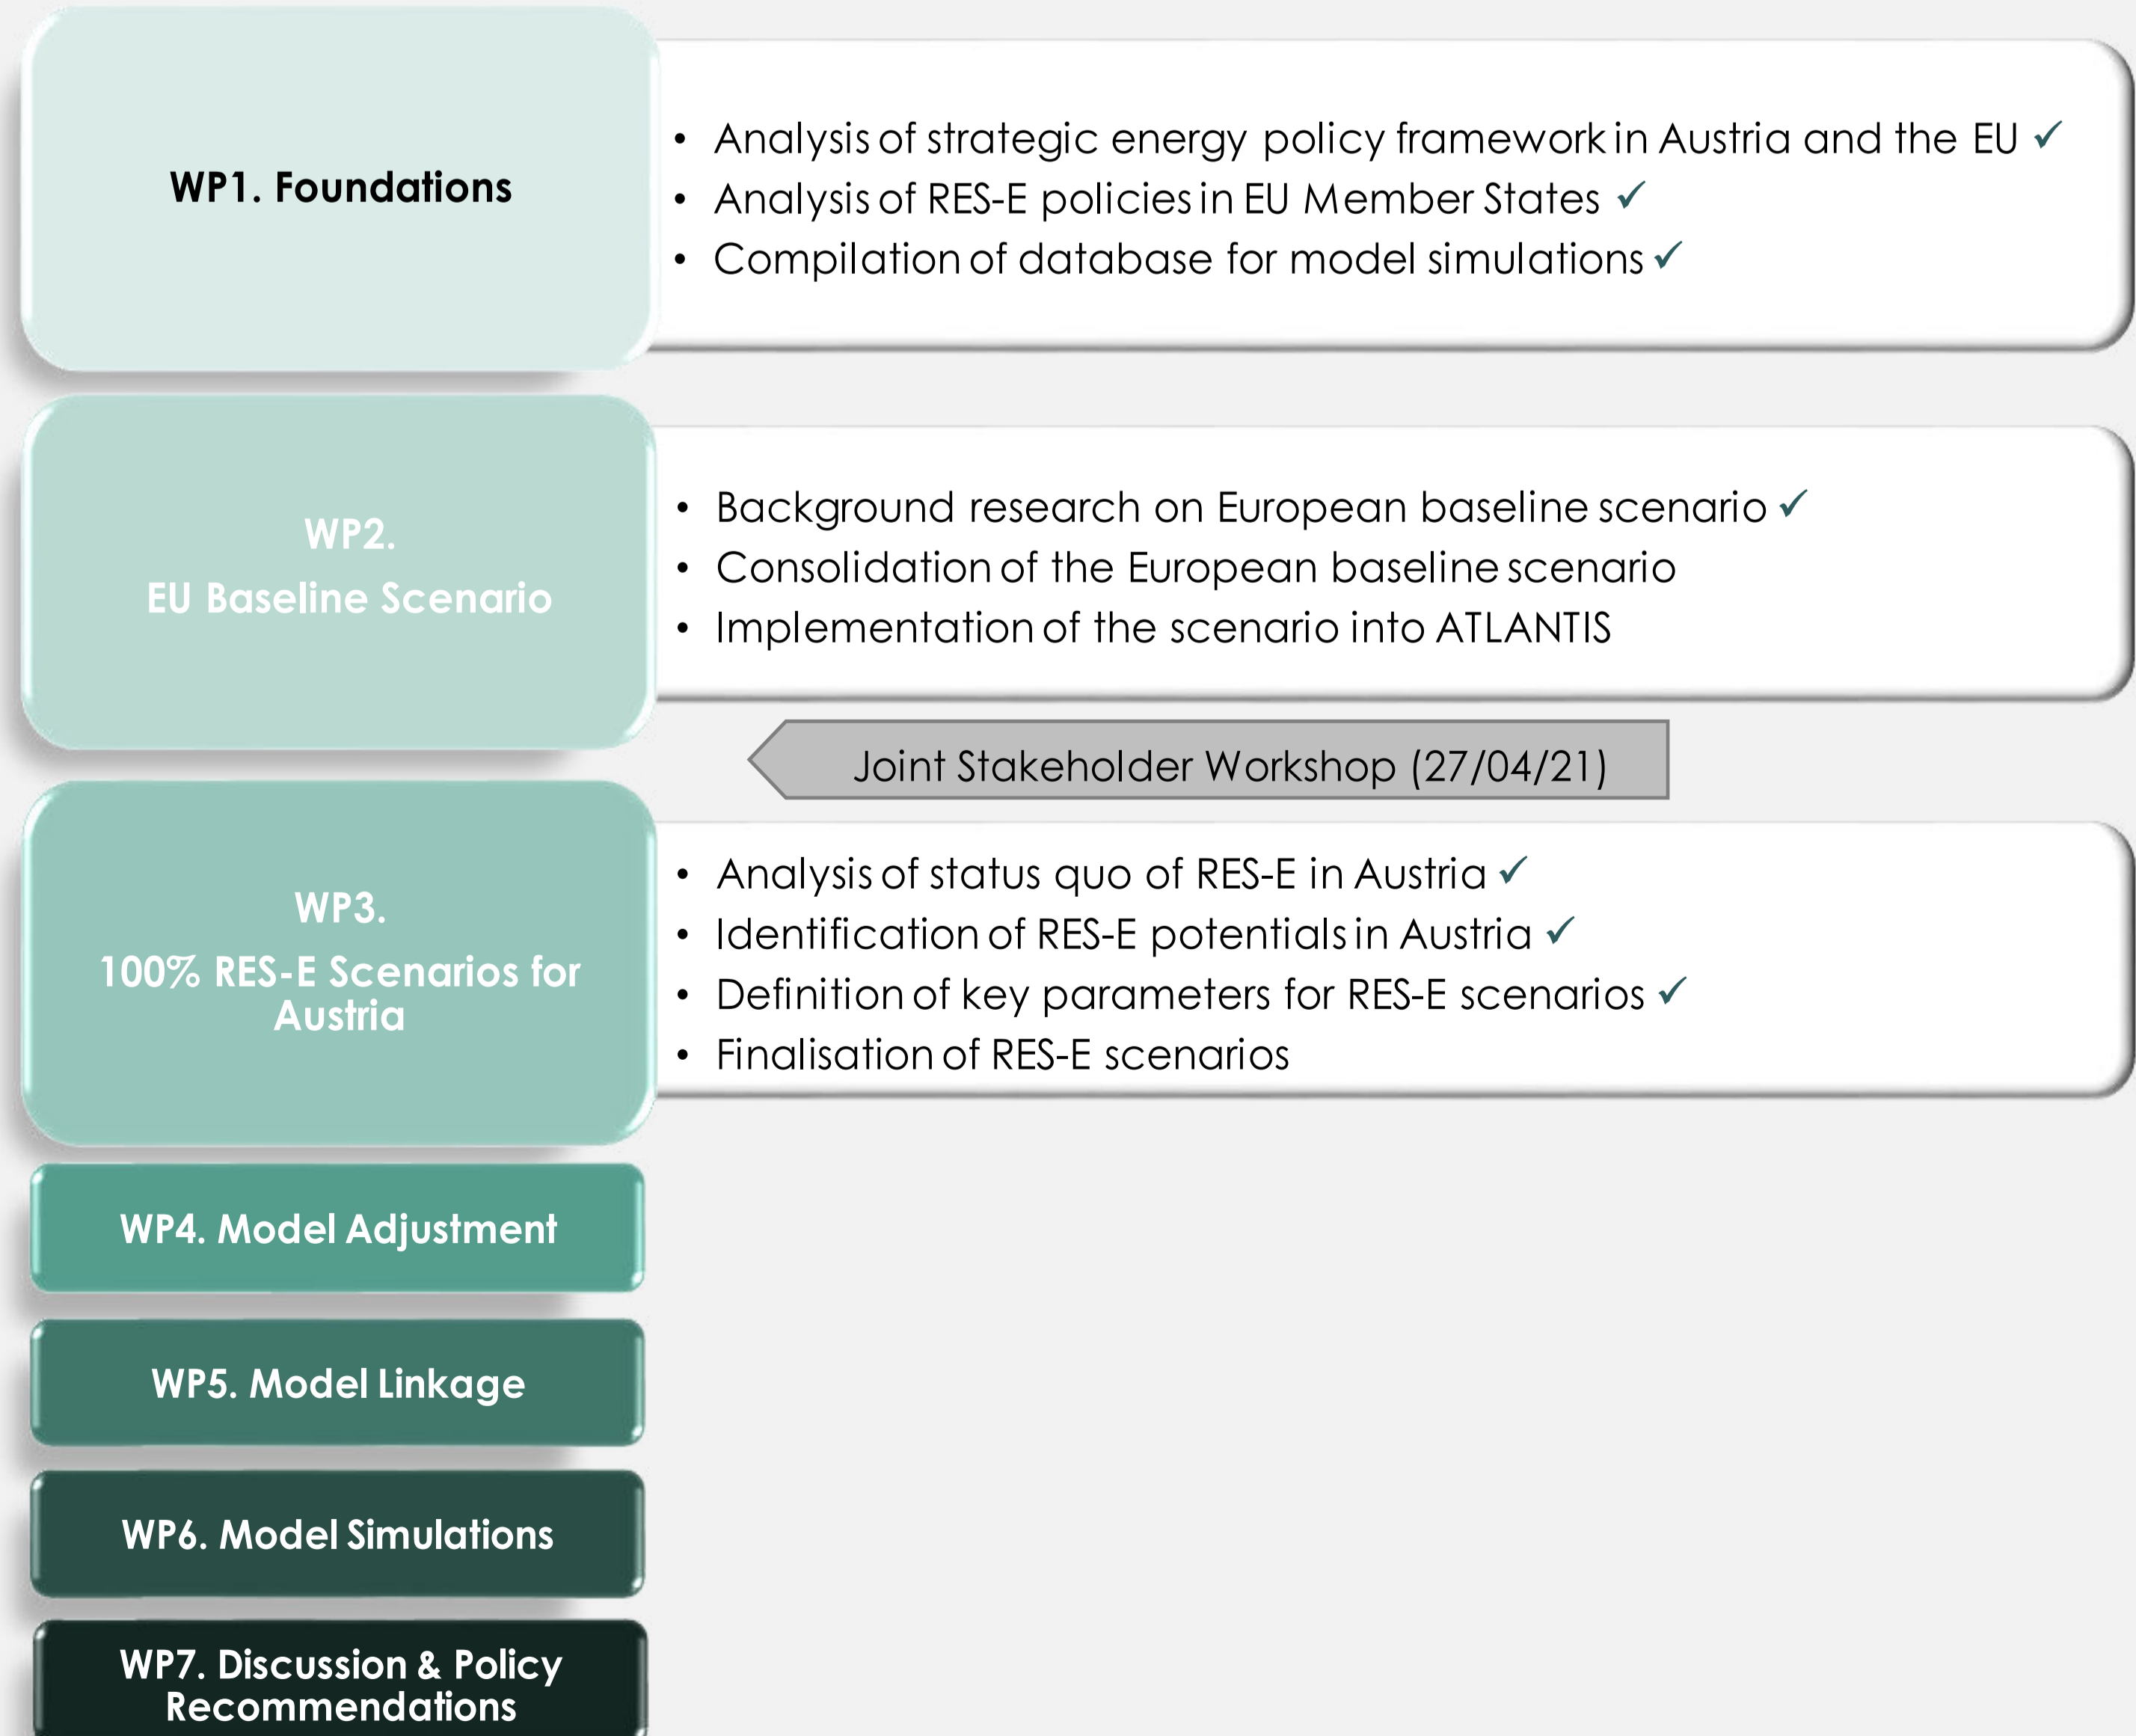 WP1. Foundations
• Analysis of strategic energy policy framework in Austria and the EU ✓
• Analysis of RES-E policies in EU Member States ✓
• Compilation of database for model simulations ✓
WP2.
EU Baseline Scenario
• Background research on European baseline scenario ✓
• Consolidation of the European baseline scenario
• Implementation of the scenario into ATLANTIS
Joint Stakeholder Workshop (27/04/21)
WP3.
100% RES-E Scenarios for
Austria
• Analysis of status quo of RES-E in Austria ✓
• Identification of RES-E potentials in Austria ✓
• Definition of key parameters for RES-E scenarios ✓
• Finalisation of RES-E scenarios
WP4. Model Adjustment
WP5. Model Linkage
WP6. Model Simulations
WP7. Discussion & Policy
Recommendations